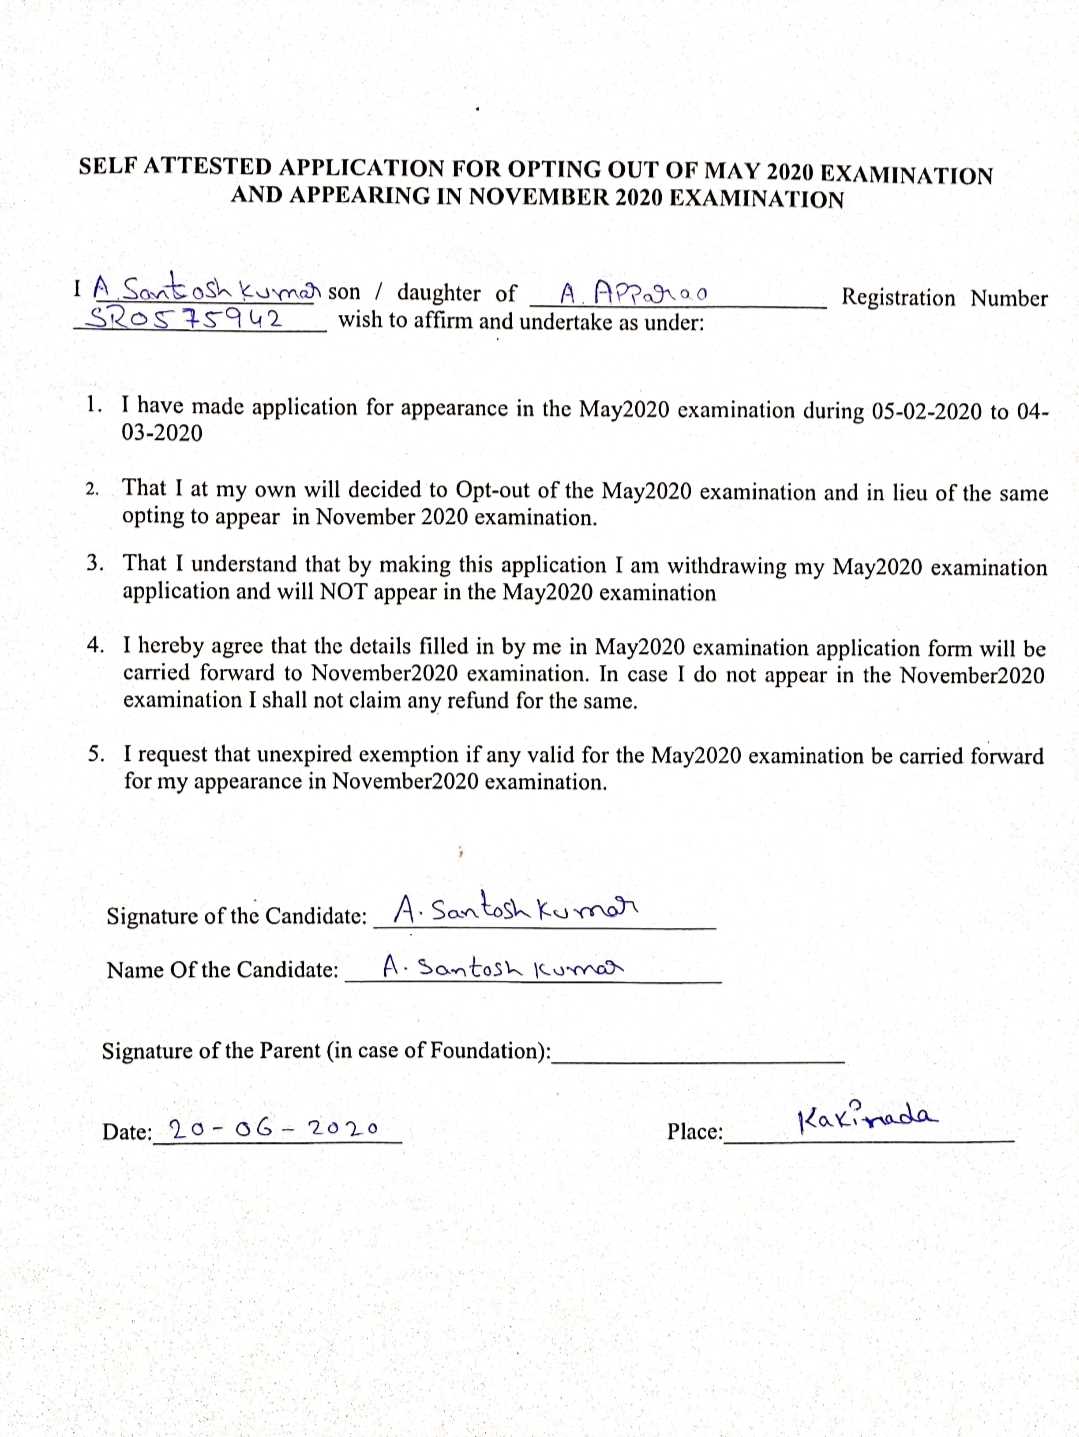 SELF ATTESTED APPLICATION FOR OPTING OUT OF MAY 2020 EXAMINATION
AND APPEARING IN NOVEMBER 2020 EXAMINATION
I A Santosh Kumar son / daughter of A. APParao Registration Number
SRO575942 wish to affirm and undertake as under:
1. I have made application for appearance in the May2020 examination during 05-02-2020 to 04-
03-2020
2. That I at my own will decided to Opt-out of the May2020 examination and in lieu of the same
opting to appear in November 2020 examination.
3. That I understand that by making this application I am withdrawing my May2020 examination
application and will NOT appear in the May2020 examination
4. I hereby agree that the details filled in by me in May2020 examination application form will be
carried forward to November2020 examination. In case I do not appear in the November2020
examination I shall not claim any refund for the same.
5. I request that unexpired exemption if any valid for the May2020 examination be carried forward
for my appearance in November2020 examination.
Signature of the Candidate: A. Santosh Kumar
Name Of the Candidate: A. Santosh Kumar
Signature of the Parent (in case of Foundation):
Date: 20-06-2020 Place: Kakinada